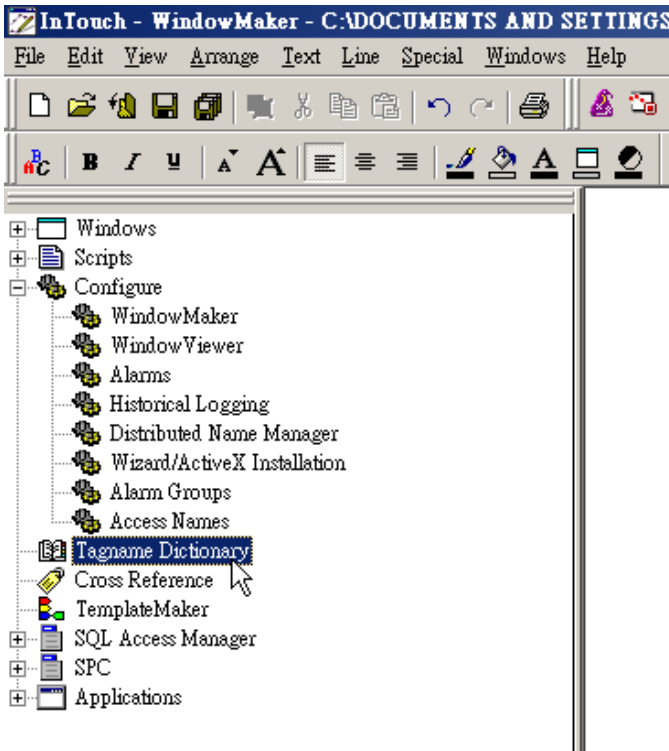 InTouch - WindowMaker - C:\DOCUMENTS AND SETTINGS
File Edit View Arrange Text Line Special Windows Help
A B C B I U A A A
Windows
Scripts
Configure
WindowMaker
WindowViewer
Alarms
Historical Logging
Distributed Name Manager
Wizard/ActiveX Installation
Alarm Groups
Access Names
Tagname Dictionary
Cross Reference
TemplateMaker
SQL Access Manager
SPC
Applications